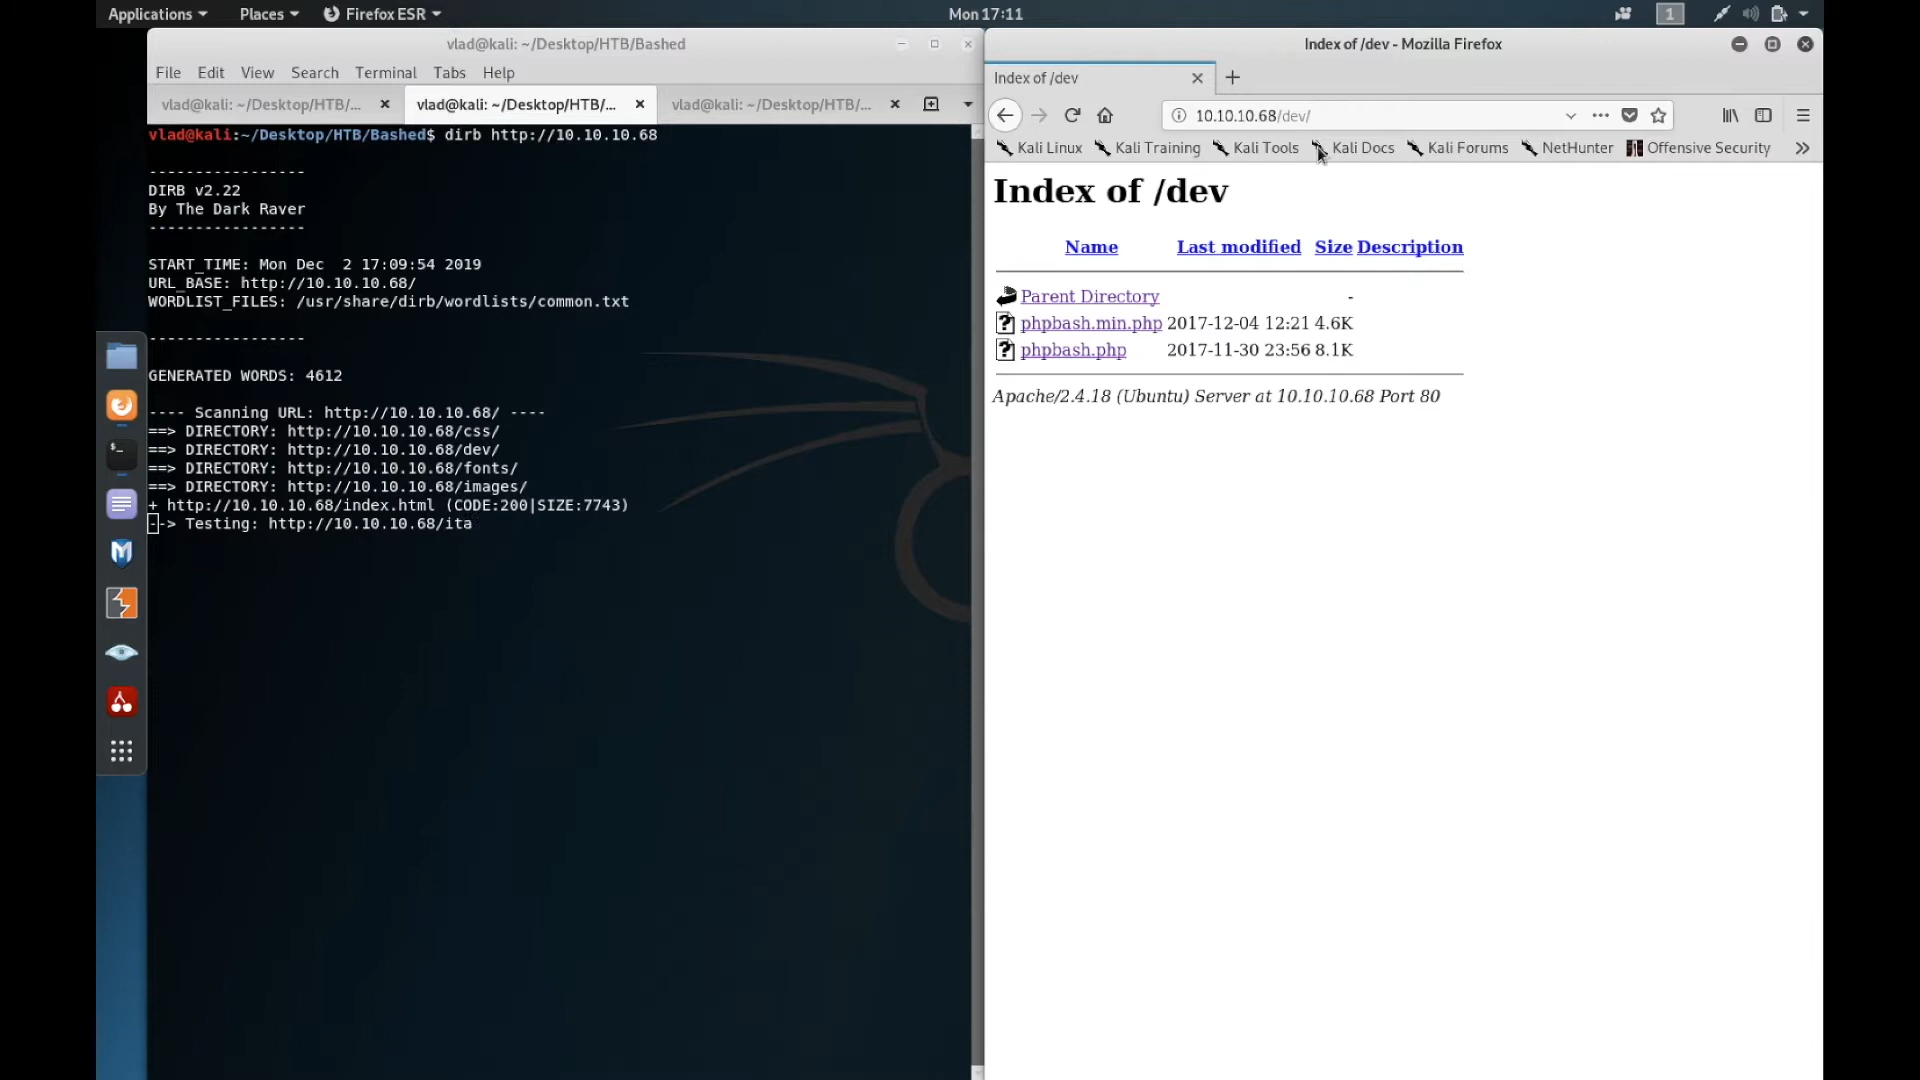 Applications Places Firefox ESR Mon 17:11 1
vlad@kali: ~/Desktop/HTB/Bashed
File Edit View Search Terminal Tabs Help
vlad@kali: ~/Desktop/HTB/... vlad@kali: ~/Desktop/HTB/... vlad@kali: ~/Desktop/HTB/...
vlad@kali:~/Desktop/HTB/Bashed$ dirb http://10.10.10.68
-----------------
DIRB v2.22
By The Dark Raver
-----------------
START_TIME: Mon Dec  2 17:09:54 2019
URL_BASE: http://10.10.10.68/
WORDLIST_FILES: /usr/share/dirb/wordlists/common.txt
-----------------
GENERATED WORDS: 4612
---- Scanning URL: http://10.10.10.68/ ----
==> DIRECTORY: http://10.10.10.68/css/
==> DIRECTORY: http://10.10.10.68/dev/
==> DIRECTORY: http://10.10.10.68/fonts/
==> DIRECTORY: http://10.10.10.68/images/
+ http://10.10.10.68/index.html (CODE:200|SIZE:7743)
--> Testing: http://10.10.10.68/ita
Index of /dev - Mozilla Firefox
Index of /dev
10.10.10.68/dev/
Kali Linux Kali Training Kali Tools Kali Docs Kali Forums NetHunter Offensive Security
Index of /dev
Name Last modified Size Description
Parent Directory -
phpbash.min.php 2017-12-04 12:21 4.6K
phpbash.php 2017-11-30 23:56 8.1K
Apache/2.4.18 (Ubuntu) Server at 10.10.10.68 Port 80